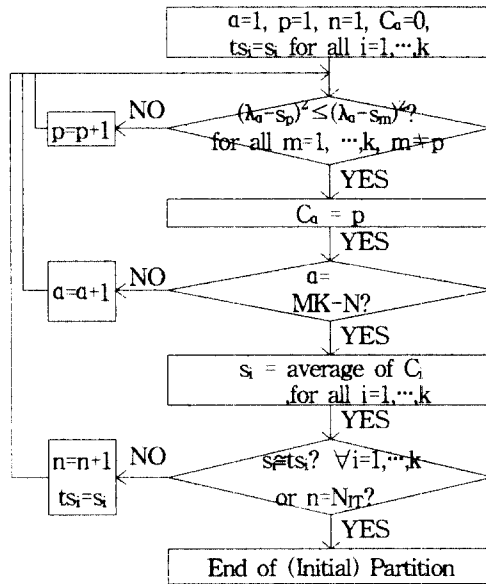 a=1, p=1, n=1, Cₐ=0,
tsᵢ=sᵢ for all i=1,⋯,k
NO
(λₐ-sₚ)²≤(λₐ-sₘ)²?
for all m=1, ⋯,k, m≠p
p=p+1
YES
Cₐ = p
YES
NO
a=
MK-N?
a=a+1
YES
sᵢ = average of Cᵢ
,for all i=1,⋯,k
YES
NO
sᵢ≅tsᵢ? ∀i=1,⋯,k
or n=N_IT?
n=n+1
tsᵢ=sᵢ
YES
End of (Initial) Partition